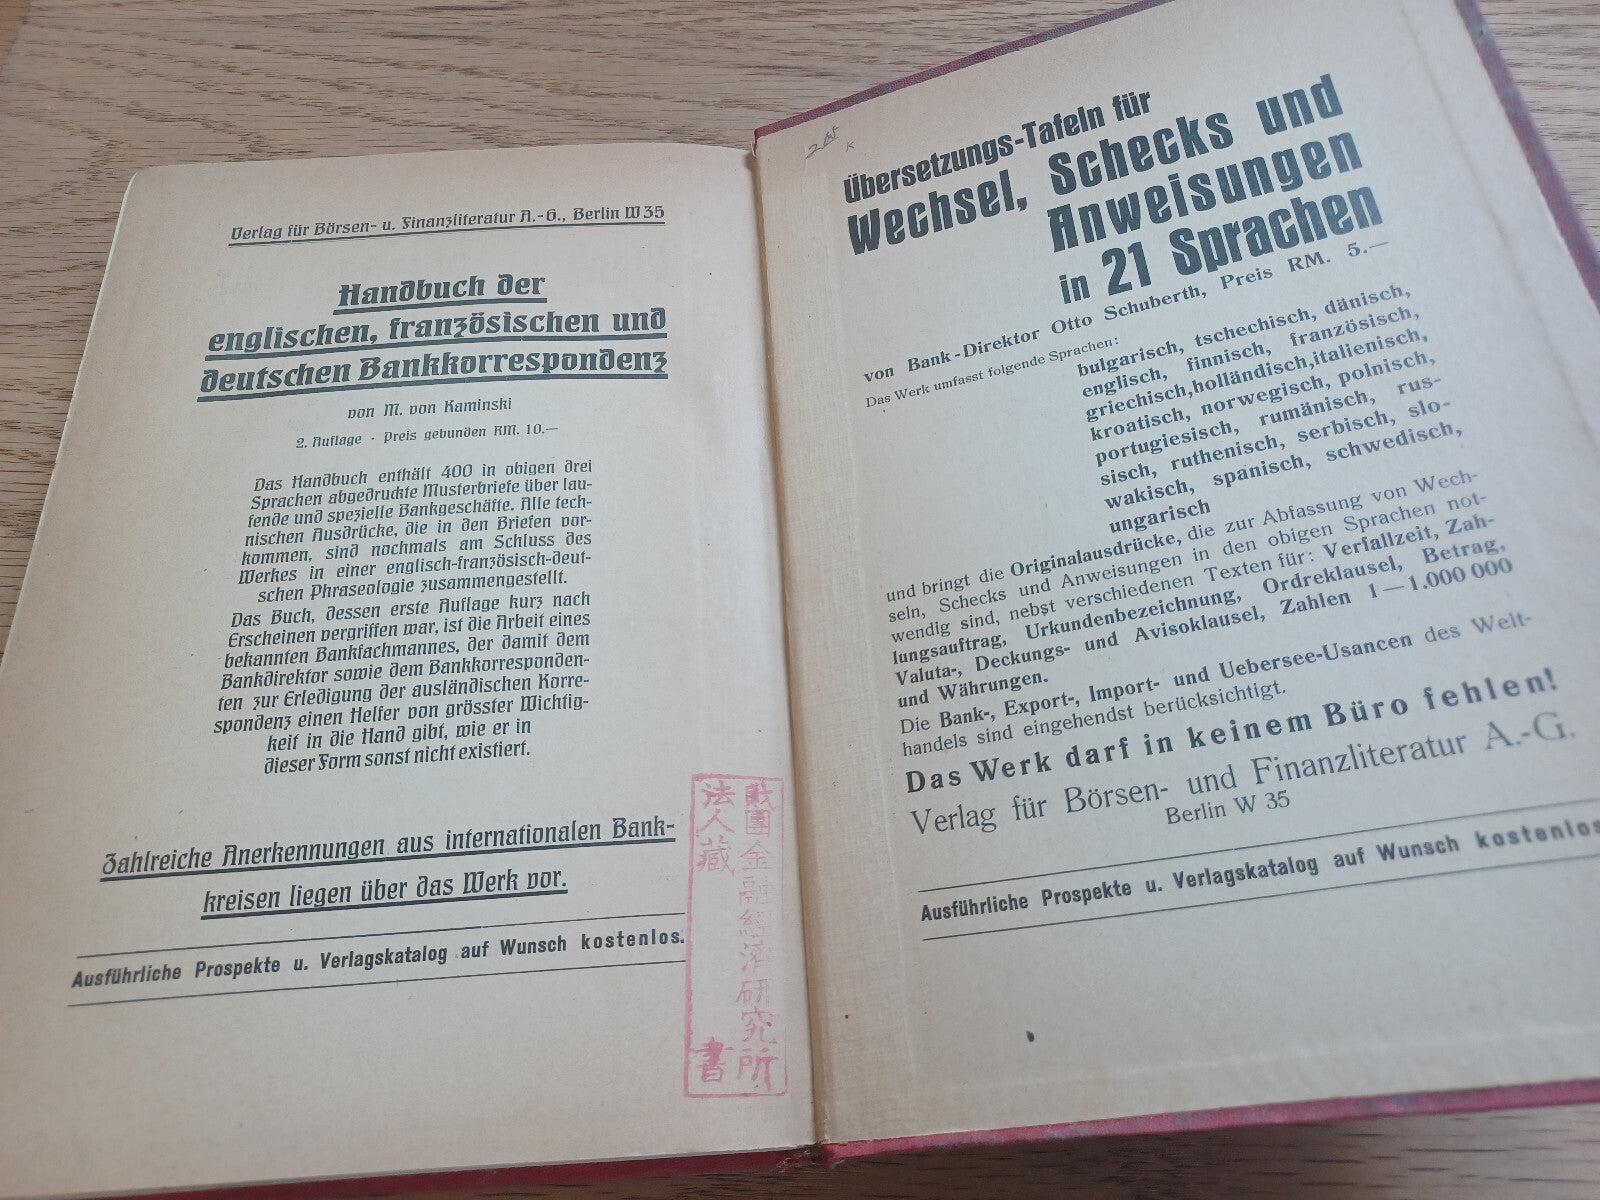 Verlag für Börsen- u. Finanzliteratur A.-G., Berlin W 35
Handbuch der
englischen, französischen und
deutschen Bankkorrespondenz
von M. von Kaminski
2. Auflage · Preis gebunden RM. 10.—
Das Handbuch enthält 400 in obigen drei
Sprachen abgedruckte Musterbriefe über lau-
fende und spezielle Bankgeschäfte. Alle tech-
nischen Ausdrücke, die in den Briefen vor-
kommen, sind nochmals am Schluss des
Werkes in einer englisch-französisch-deut-
schen Phraseologie zusammengestellt.
Das Buch, dessen erste Auflage kurz nach
Erscheinen vergriffen war, ist die Arbeit eines
bekannten Bankfachmannes, der damit dem
Bankdirektor sowie dem Bankkorresponden-
ten zur Erledigung der ausländischen Korre-
spondenz einen Helfer von grösster Wichtig-
keit in die Hand gibt, wie er in
dieser Form sonst nicht existiert.
Zahlreiche Anerkennungen aus internationalen Bank-
kreisen liegen über das Werk vor.
Ausführliche Prospekte u. Verlagskatalog auf Wunsch kostenlos.
財團金融經濟研究所
法人藏書
Übersetzungs-Tafeln für
Wechsel, Schecks und
Anweisungen
in 21 Sprachen
von Bank-Direktor Otto Schuberth, Preis RM. 5.—
Das Werk umfasst folgende Sprachen:
bulgarisch, tschechisch, dänisch,
englisch, finnisch, französisch,
griechisch, holländisch, italienisch,
kroatisch, norwegisch, polnisch,
portugiesisch, rumänisch, rus-
sisch, ruthenisch, serbisch, slo-
wakisch, spanisch, schwedisch,
ungarisch
und bringt die Originalausdrücke, die zur Abfassung von Wech-
seln, Schecks und Anweisungen in den obigen Sprachen not-
wendig sind, nebst verschiedenen Texten für: Verfallzeit, Zah-
lungsauftrag, Urkundenbezeichnung, Ordreklausel, Betrag,
Valuta-, Deckungs- und Avisoklausel, Zahlen 1—1.000 000
und Währungen.
Die Bank-, Export-, Import- und Uebersee-Usancen des Welt-
handels sind eingehendst berücksichtigt.
Das Werk darf in keinem Büro fehlen!
Verlag für Börsen- und Finanzliteratur A.-G.
Berlin W 35
Ausführliche Prospekte u. Verlagskatalog auf Wunsch kostenlos